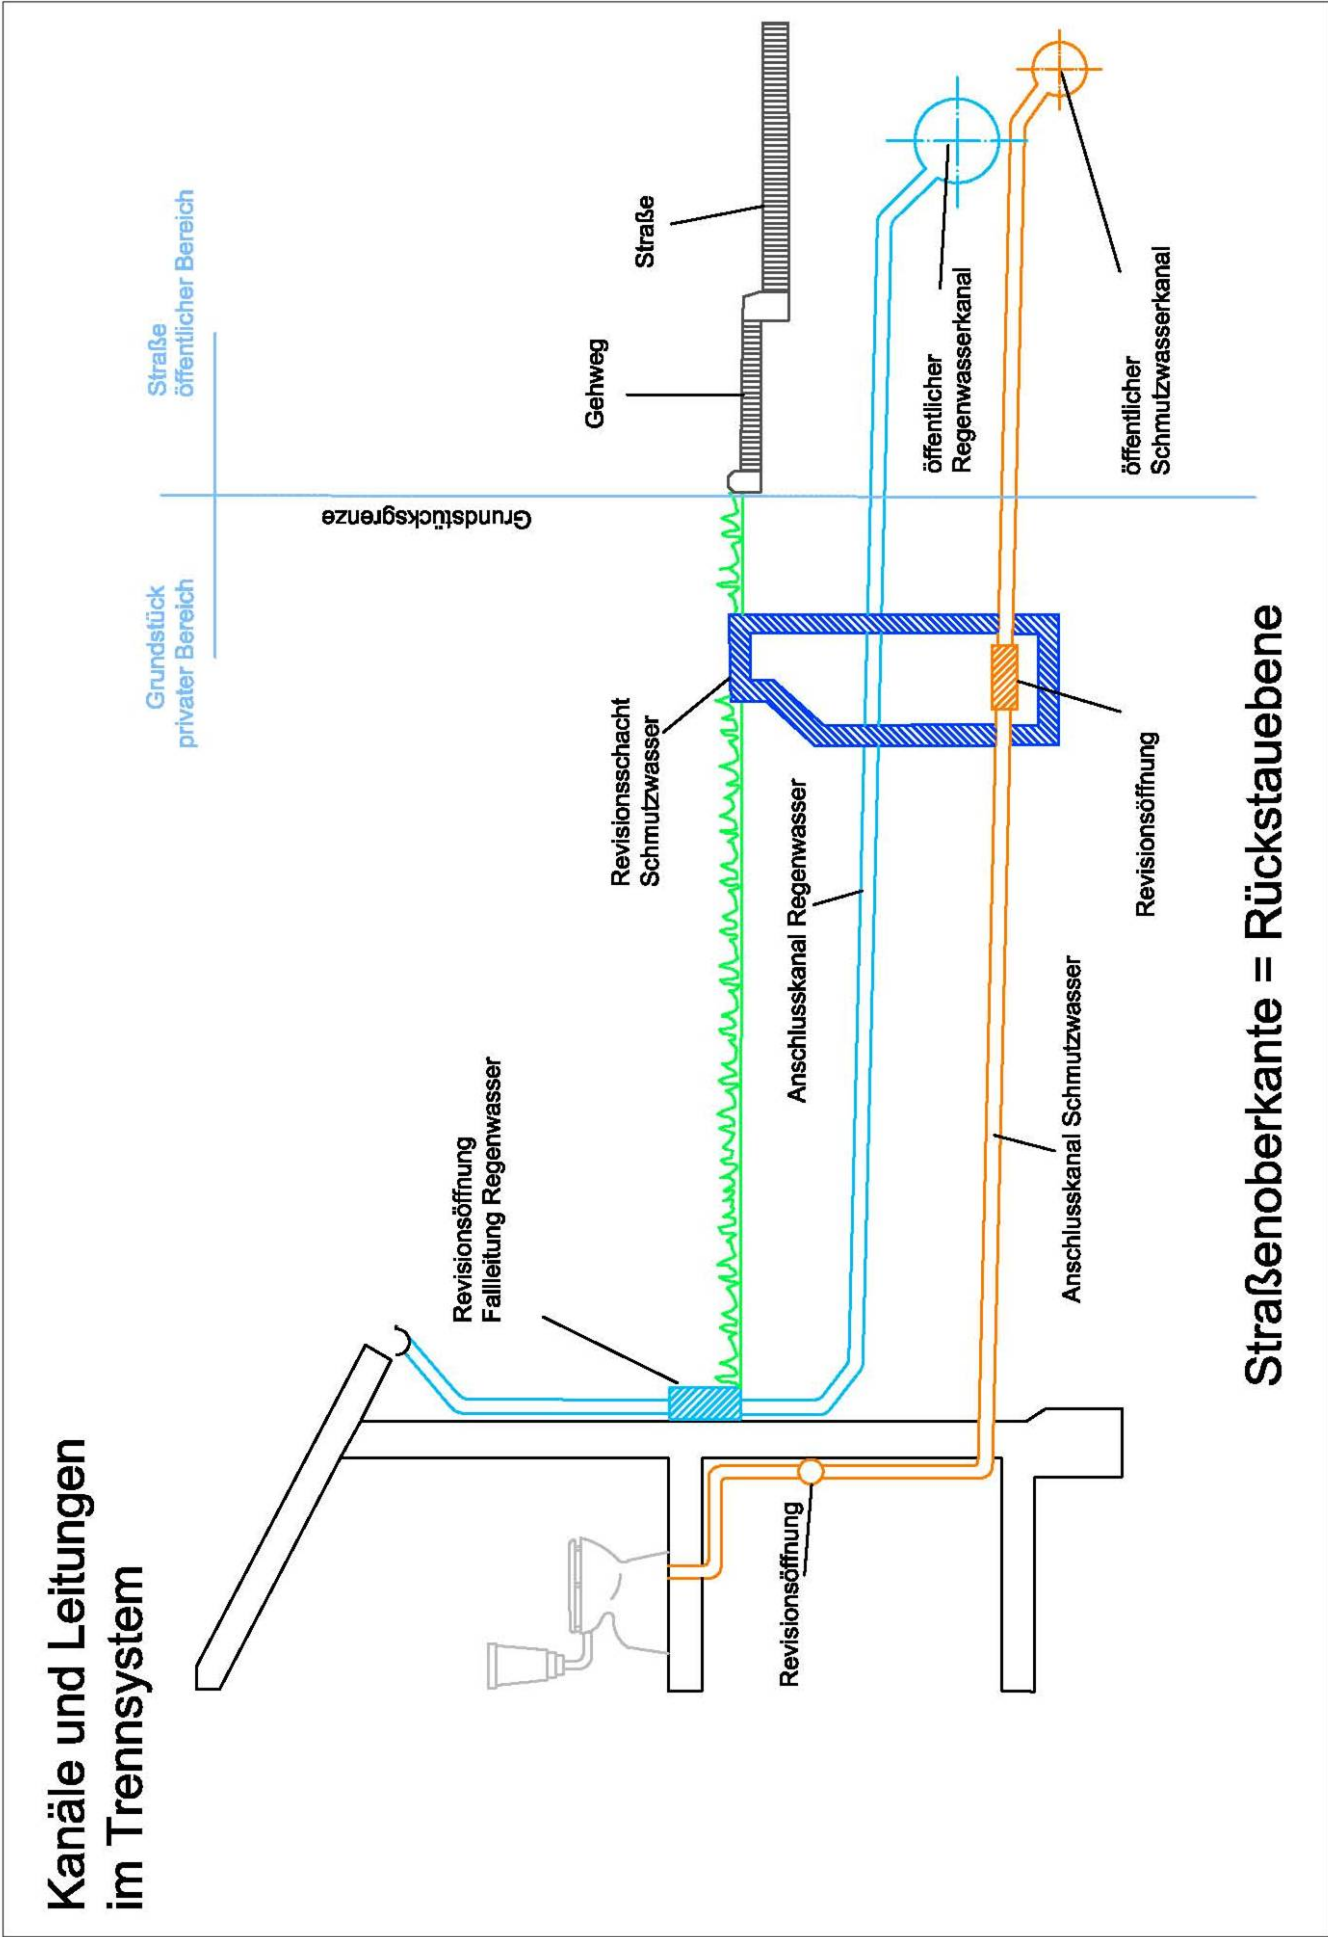 Kanäle und Leitungen
im Trennsystem
Grundstück
privater Bereich
Straße
öffentlicher Bereich
Grundstücksgrenze
Revisionsöffnung
Fallleitung Regenwasser
Revisionsschacht
Schmutzwasser
Gehweg
Straße
Revisionsöffnung
Anschlusskanal Regenwasser
öffentlicher
Regenwasserkanal
Anschlusskanal Schmutzwasser
Revisionsöffnung
öffentlicher
Schmutzwasserkanal
Straßenoberkante = Rückstauebene